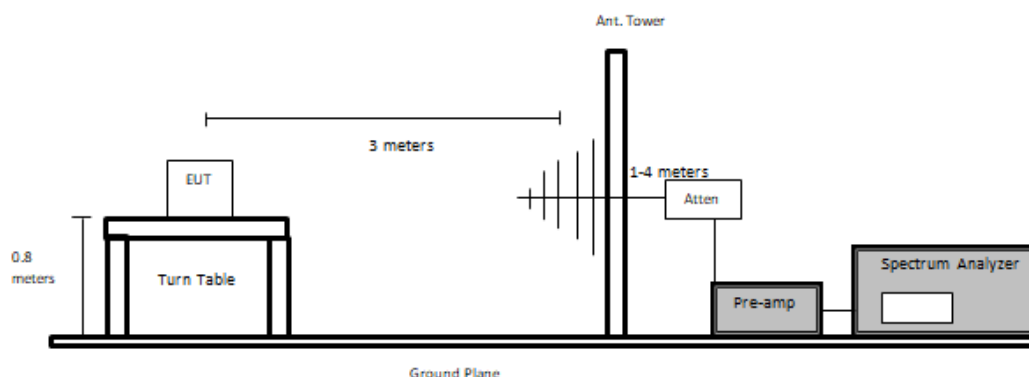 Ant. Tower
3 meters
EUT
1-4 meters
Atten
0.8
meters
Turn Table
Spectrum Analyzer
Pre-amp
Ground Plane